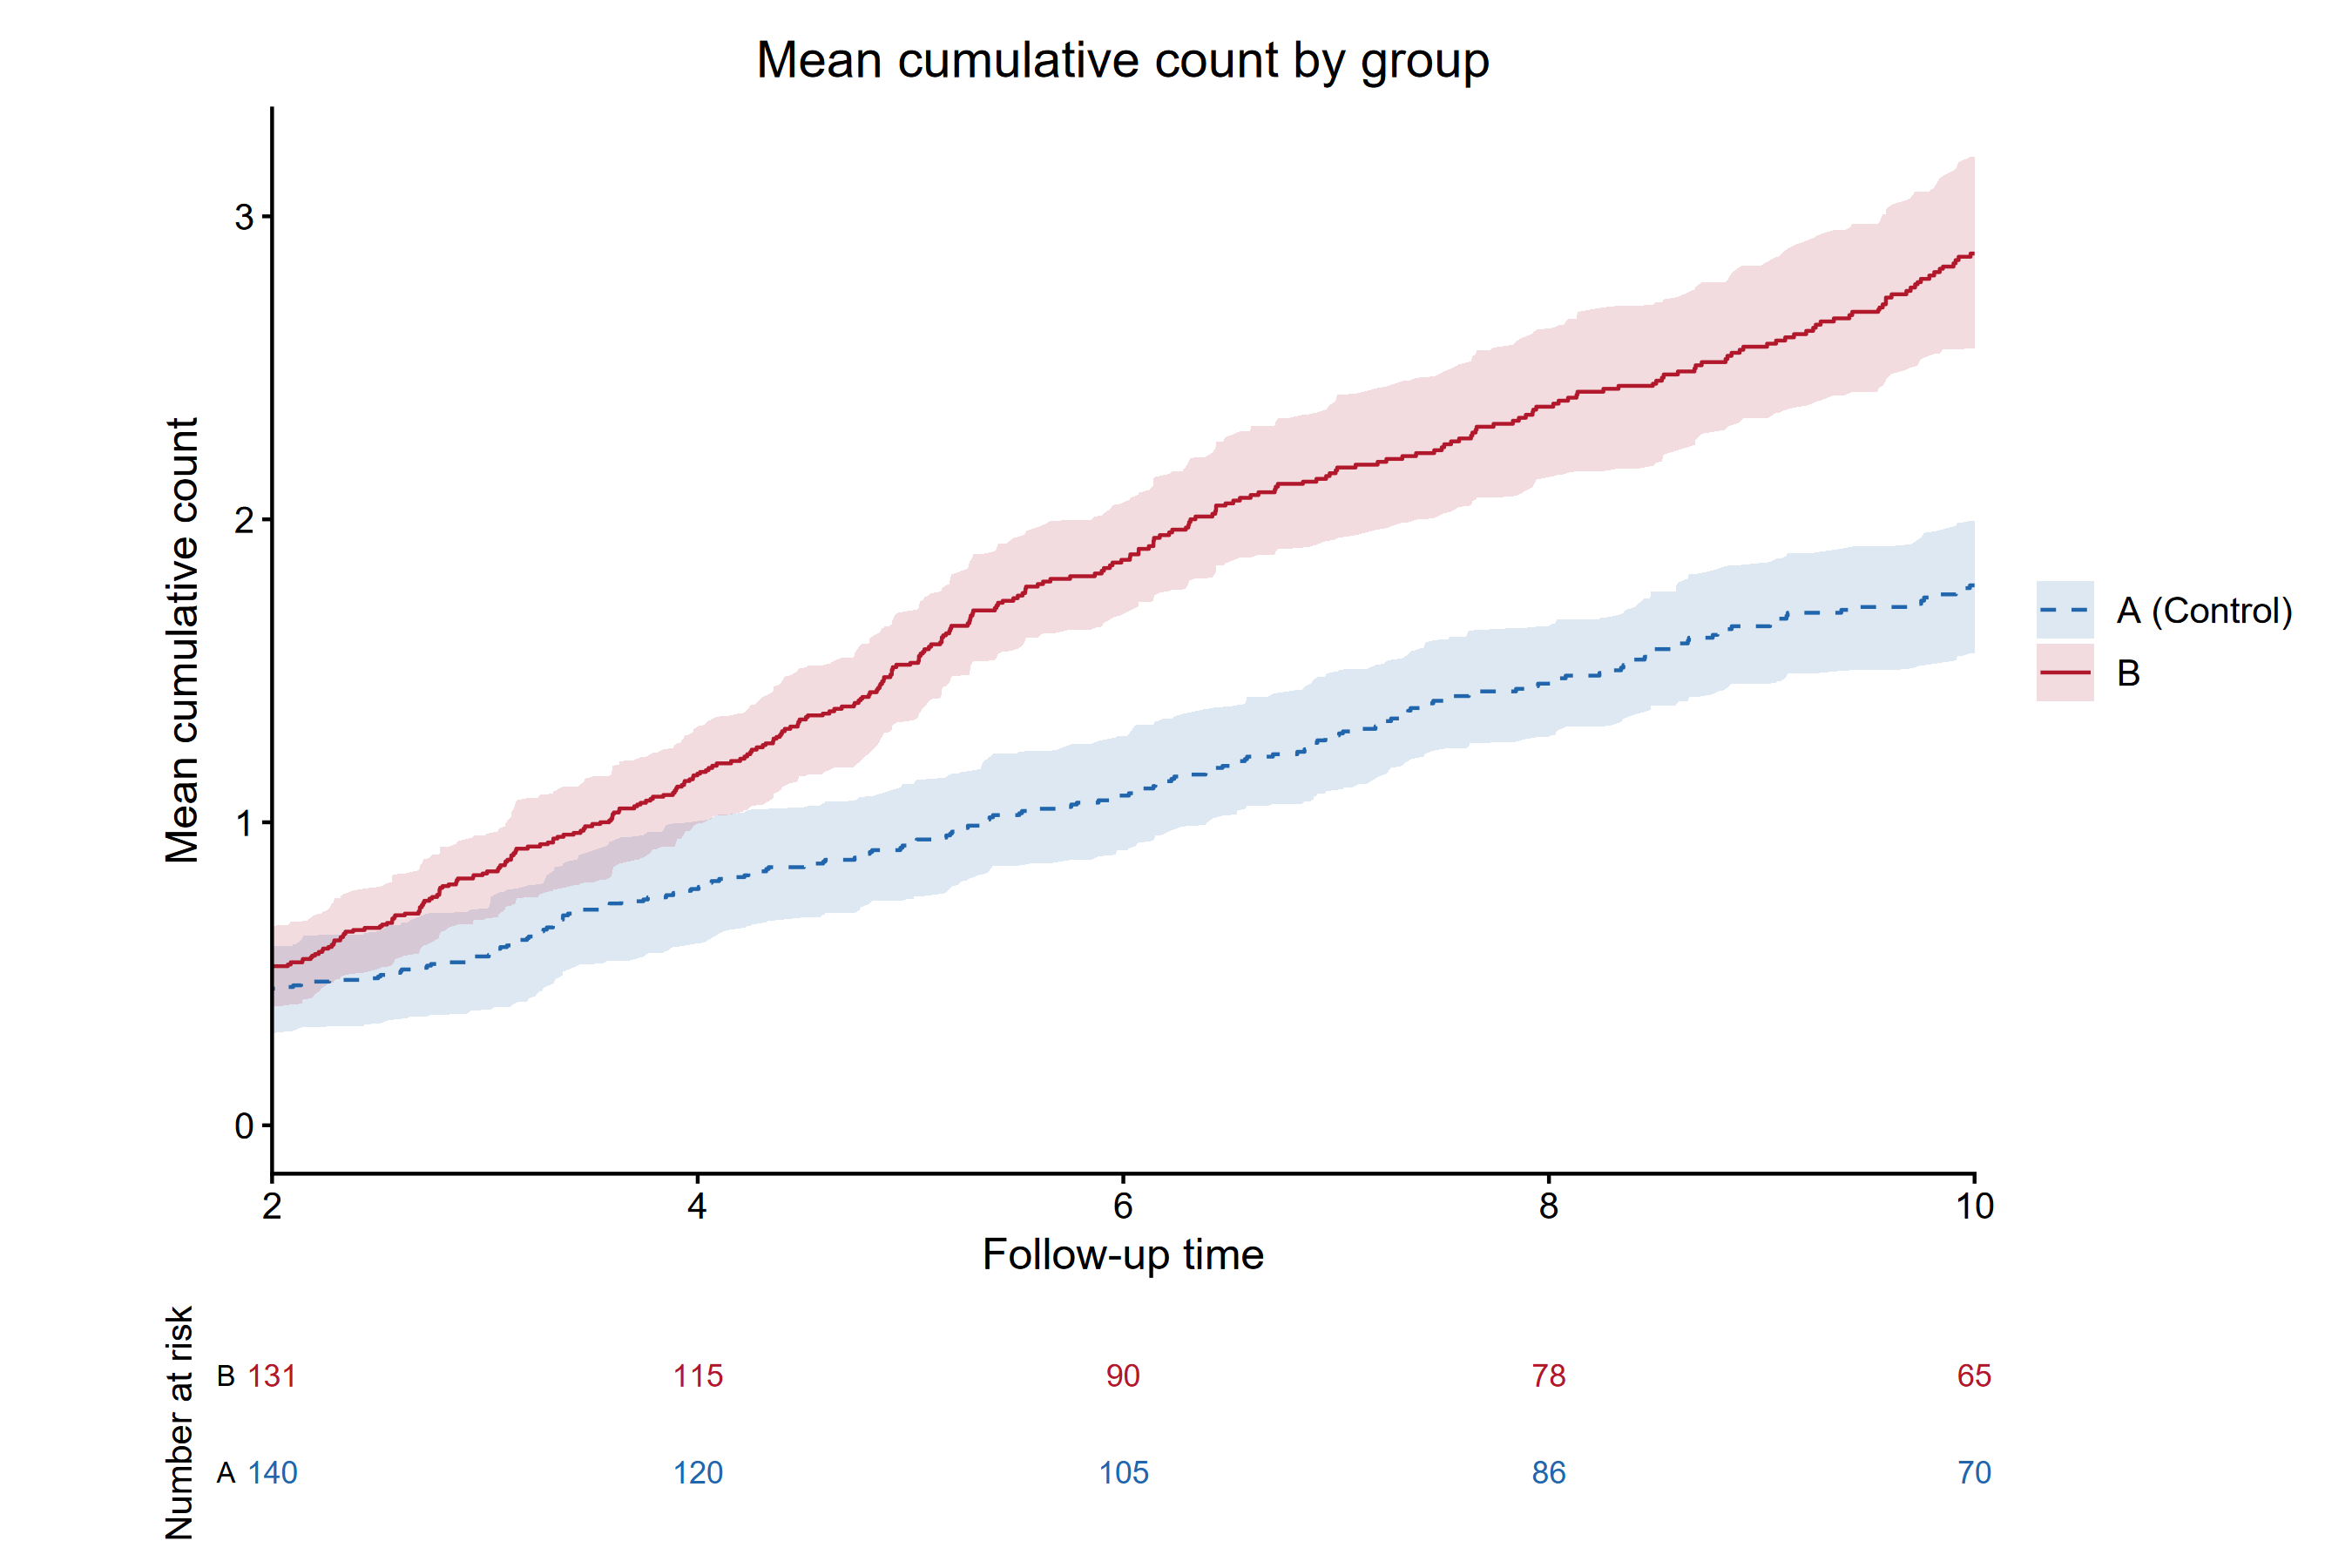 Mean cumulative count by group
Mean cumulative count
3
2
1
0
2 4 6 8 10
Follow-up time
A (Control)
B
Number at risk
B 131 115 90 78 65
A 140 120 105 86 70